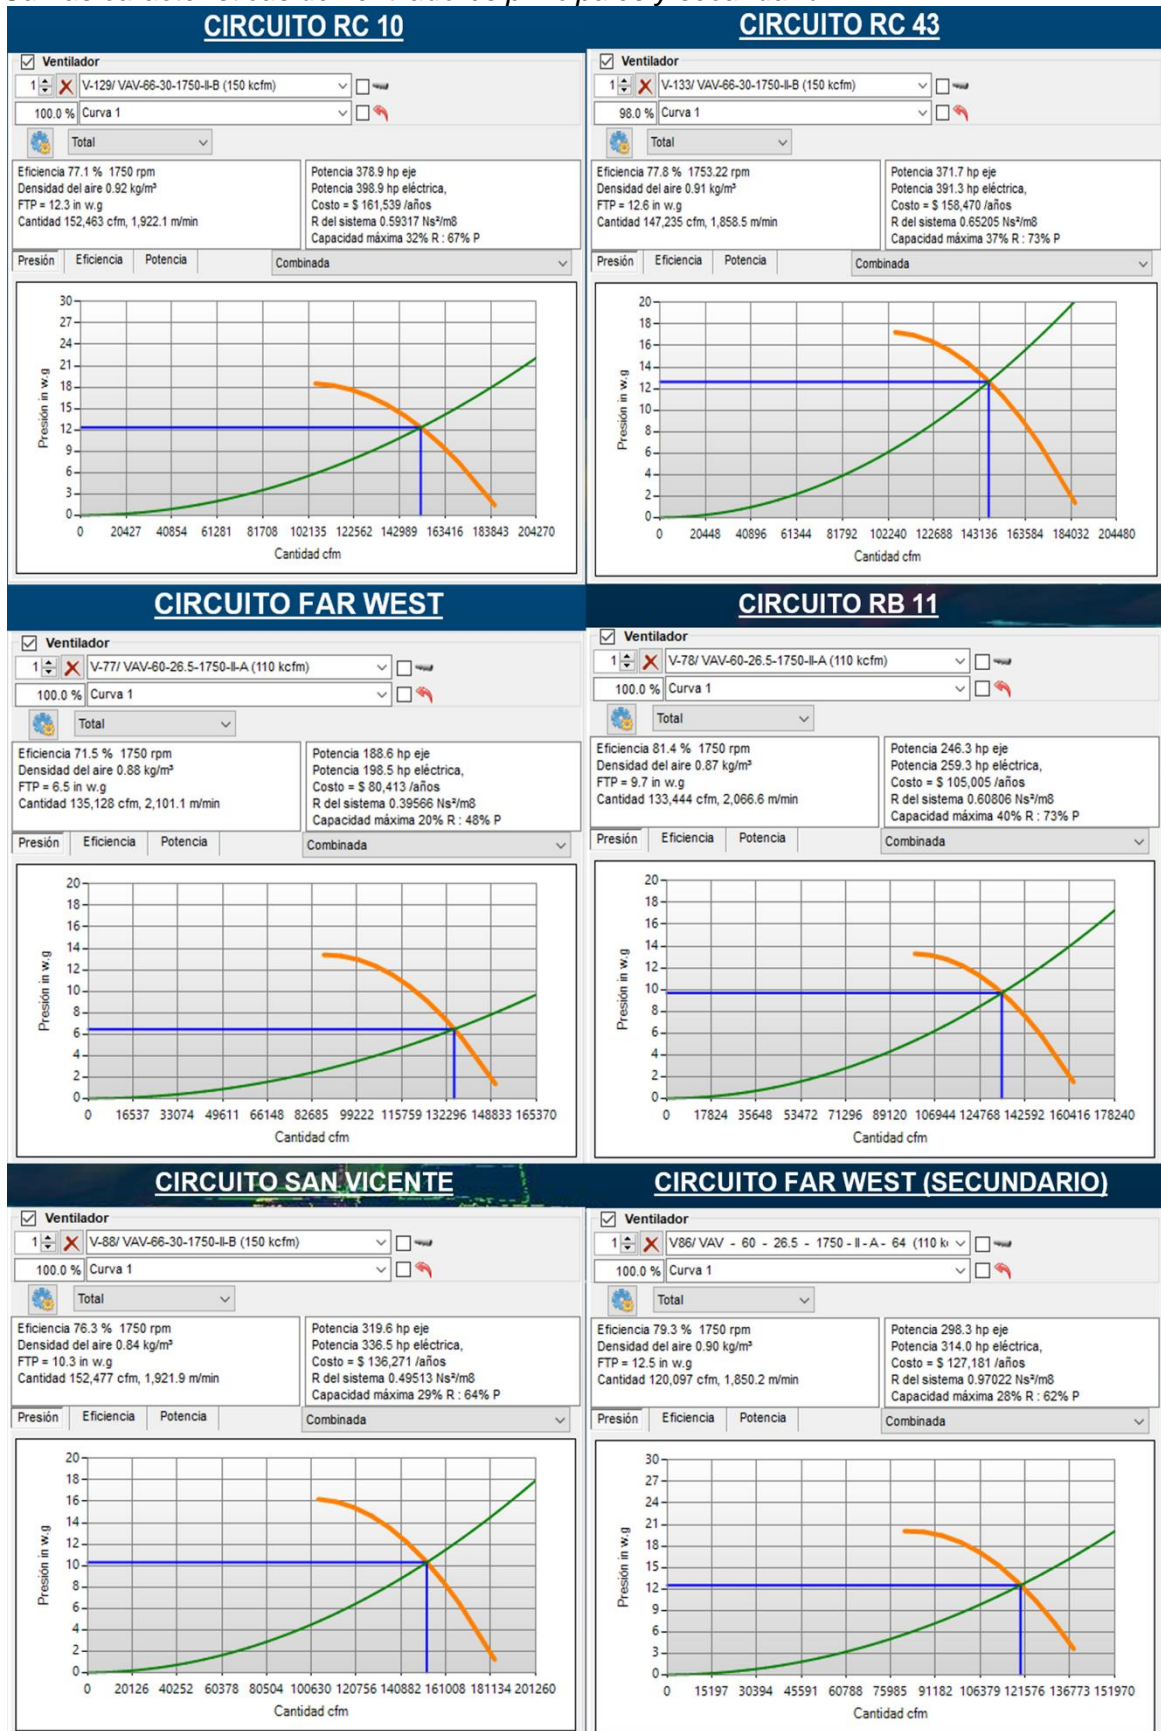 CIRCUITO RC 10
Ventilador
1 V-129/ VAV-66-30-1750-II-B (150 kcfm)
100.0 % Curva 1
Total
Eficiencia 77.1 % 1750 rpm
Densidad del aire 0.92 kg/m³
FTP = 12.3 in w.g
Cantidad 152,463 cfm, 1,922.1 m/min
Potencia 378.9 hp eje
Potencia 398.9 hp eléctrica,
Costo = $ 161,539 /años
R del sistema 0.59317 Ns²/m8
Capacidad máxima 32% R : 67% P
Presión Eficiencia Potencia Combinada
30
27
24
21
18
15
12
9
6
3
0
Presión in w.g
0 20427 40854 61281 81708 102135 122562 142989 163416 183843 204270
Cantidad cfm
CIRCUITO RC 43
Ventilador
1 V-133/ VAV-66-30-1750-II-B (150 kcfm)
98.0 % Curva 1
Total
Eficiencia 77.8 % 1753.22 rpm
Densidad del aire 0.91 kg/m³
FTP = 12.6 in w.g
Cantidad 147,235 cfm, 1,858.5 m/min
Potencia 371.7 hp eje
Potencia 391.3 hp eléctrica,
Costo = $ 158,470 /años
R del sistema 0.65205 Ns²/m8
Capacidad máxima 37% R : 73% P
Presión Eficiencia Potencia Combinada
20
18
16
14
12
10
8
6
4
2
0
Presión in w.g
0 20448 40896 61344 81792 102240 122688 143136 163584 184032 204480
Cantidad cfm
CIRCUITO FAR WEST
Ventilador
1 V-77/ VAV-60-26.5-1750-II-A (110 kcfm)
100.0 % Curva 1
Total
Eficiencia 71.5 % 1750 rpm
Densidad del aire 0.88 kg/m³
FTP = 6.5 in w.g
Cantidad 135,128 cfm, 2,101.1 m/min
Potencia 188.6 hp eje
Potencia 198.5 hp eléctrica,
Costo = $ 80,413 /años
R del sistema 0.39566 Ns²/m8
Capacidad máxima 20% R : 48% P
Presión Eficiencia Potencia Combinada
20
18
16
14
12
10
8
6
4
2
0
Presión in w.g
0 16537 33074 49611 66148 82685 99222 115759 132296 148833 165370
Cantidad cfm
CIRCUITO RB 11
Ventilador
1 V-78/ VAV-60-26.5-1750-II-A (110 kcfm)
100.0 % Curva 1
Total
Eficiencia 81.4 % 1750 rpm
Densidad del aire 0.87 kg/m³
FTP = 9.7 in w.g
Cantidad 133,444 cfm, 2,066.6 m/min
Potencia 246.3 hp eje
Potencia 259.3 hp eléctrica,
Costo = $ 105,005 /años
R del sistema 0.60806 Ns²/m8
Capacidad máxima 40% R : 73% P
Presión Eficiencia Potencia Combinada
20
18
16
14
12
10
8
6
4
2
0
Presión in w.g
0 17824 35648 53472 71296 89120 106944 124768 142592 160416 178240
Cantidad cfm
CIRCUITO SAN VICENTE
Ventilador
1 V-88/ VAV-66-30-1750-II-B (150 kcfm)
100.0 % Curva 1
Total
Eficiencia 76.3 % 1750 rpm
Densidad del aire 0.84 kg/m³
FTP = 10.3 in w.g
Cantidad 152,477 cfm, 1,921.9 m/min
Potencia 319.6 hp eje
Potencia 336.5 hp eléctrica,
Costo = $ 136,271 /años
R del sistema 0.49513 Ns²/m8
Capacidad máxima 29% R : 64% P
Presión Eficiencia Potencia Combinada
20
18
16
14
12
10
8
6
4
2
0
Presión in w.g
0 20126 40252 60378 80504 100630 120756 140882 161008 181134 201260
Cantidad cfm
CIRCUITO FAR WEST (SECUNDARIO)
Ventilador
1 V86/ VAV - 60 - 26.5 - 1750 - II - A - 64 (110 k
100.0 % Curva 1
Total
Eficiencia 79.3 % 1750 rpm
Densidad del aire 0.90 kg/m³
FTP = 12.5 in w.g
Cantidad 120,097 cfm, 1,850.2 m/min
Potencia 298.3 hp eje
Potencia 314.0 hp eléctrica,
Costo = $ 127,181 /años
R del sistema 0.97022 Ns²/m8
Capacidad máxima 28% R : 62% P
Presión Eficiencia Potencia Combinada
30
27
24
21
18
15
12
9
6
3
0
Presión in w.g
0 15197 30394 45591 60788 75985 91182 106379 121576 136773 151970
Cantidad cfm